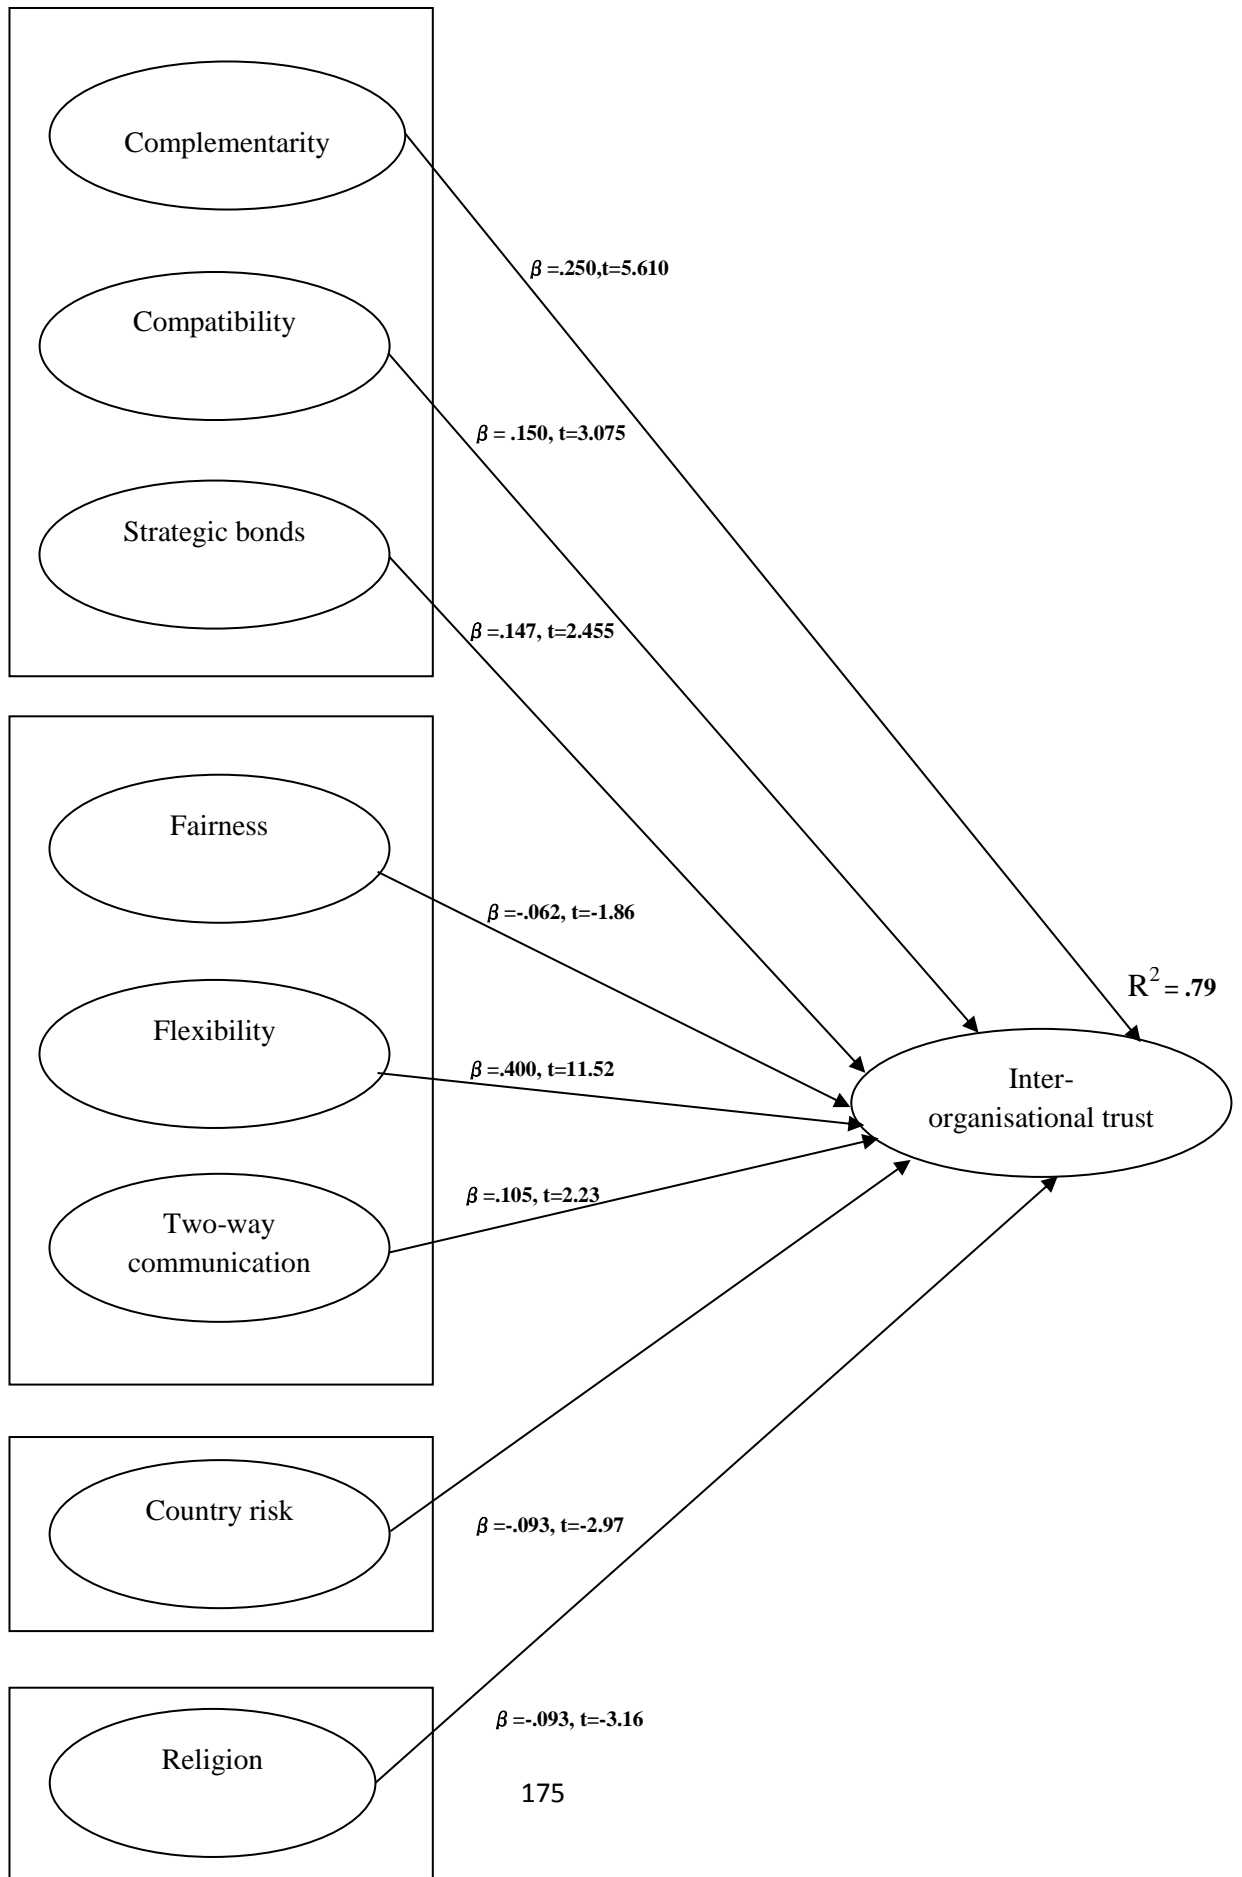 Complementarity
β =.250,t=5.610
Compatibility
β = .150, t=3.075
Strategic bonds
β =.147, t=2.455
Fairness
β =-.062, t=-1.86
R² = .79
Flexibility
β =.400, t=11.52
Inter-
organisational trust
Two-way
communication
β =.105, t=2.23
Country risk
β =-.093, t=-2.97
Religion
β =-.093, t=-3.16
175